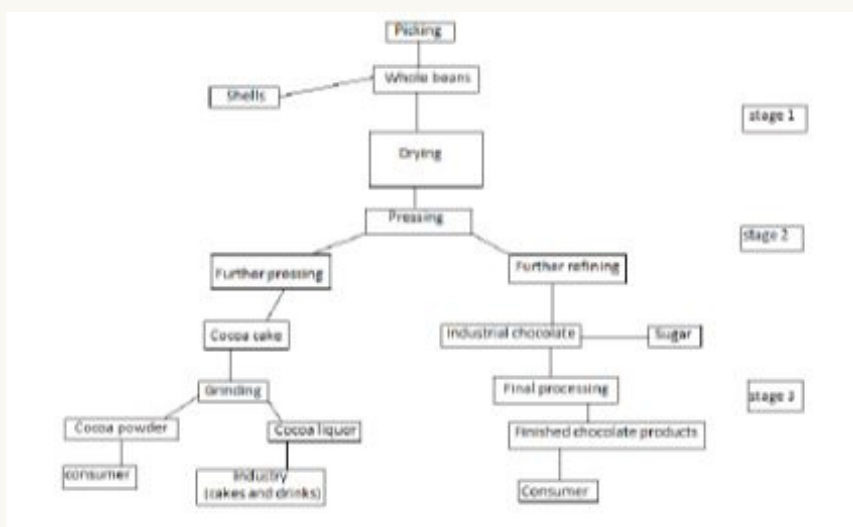 Picking
Whole beans
Shells
stage 1
Drying
Pressing
stage 2
Further pressing
Further refining
Cocoa cake
Industrial chocolate
Sugar
Grinding
Final processing
stage 3
Cocoa powder
Cocoa liquor
Finished chocolate products
consumer
Industry
(cakes and drinks)
Consumer